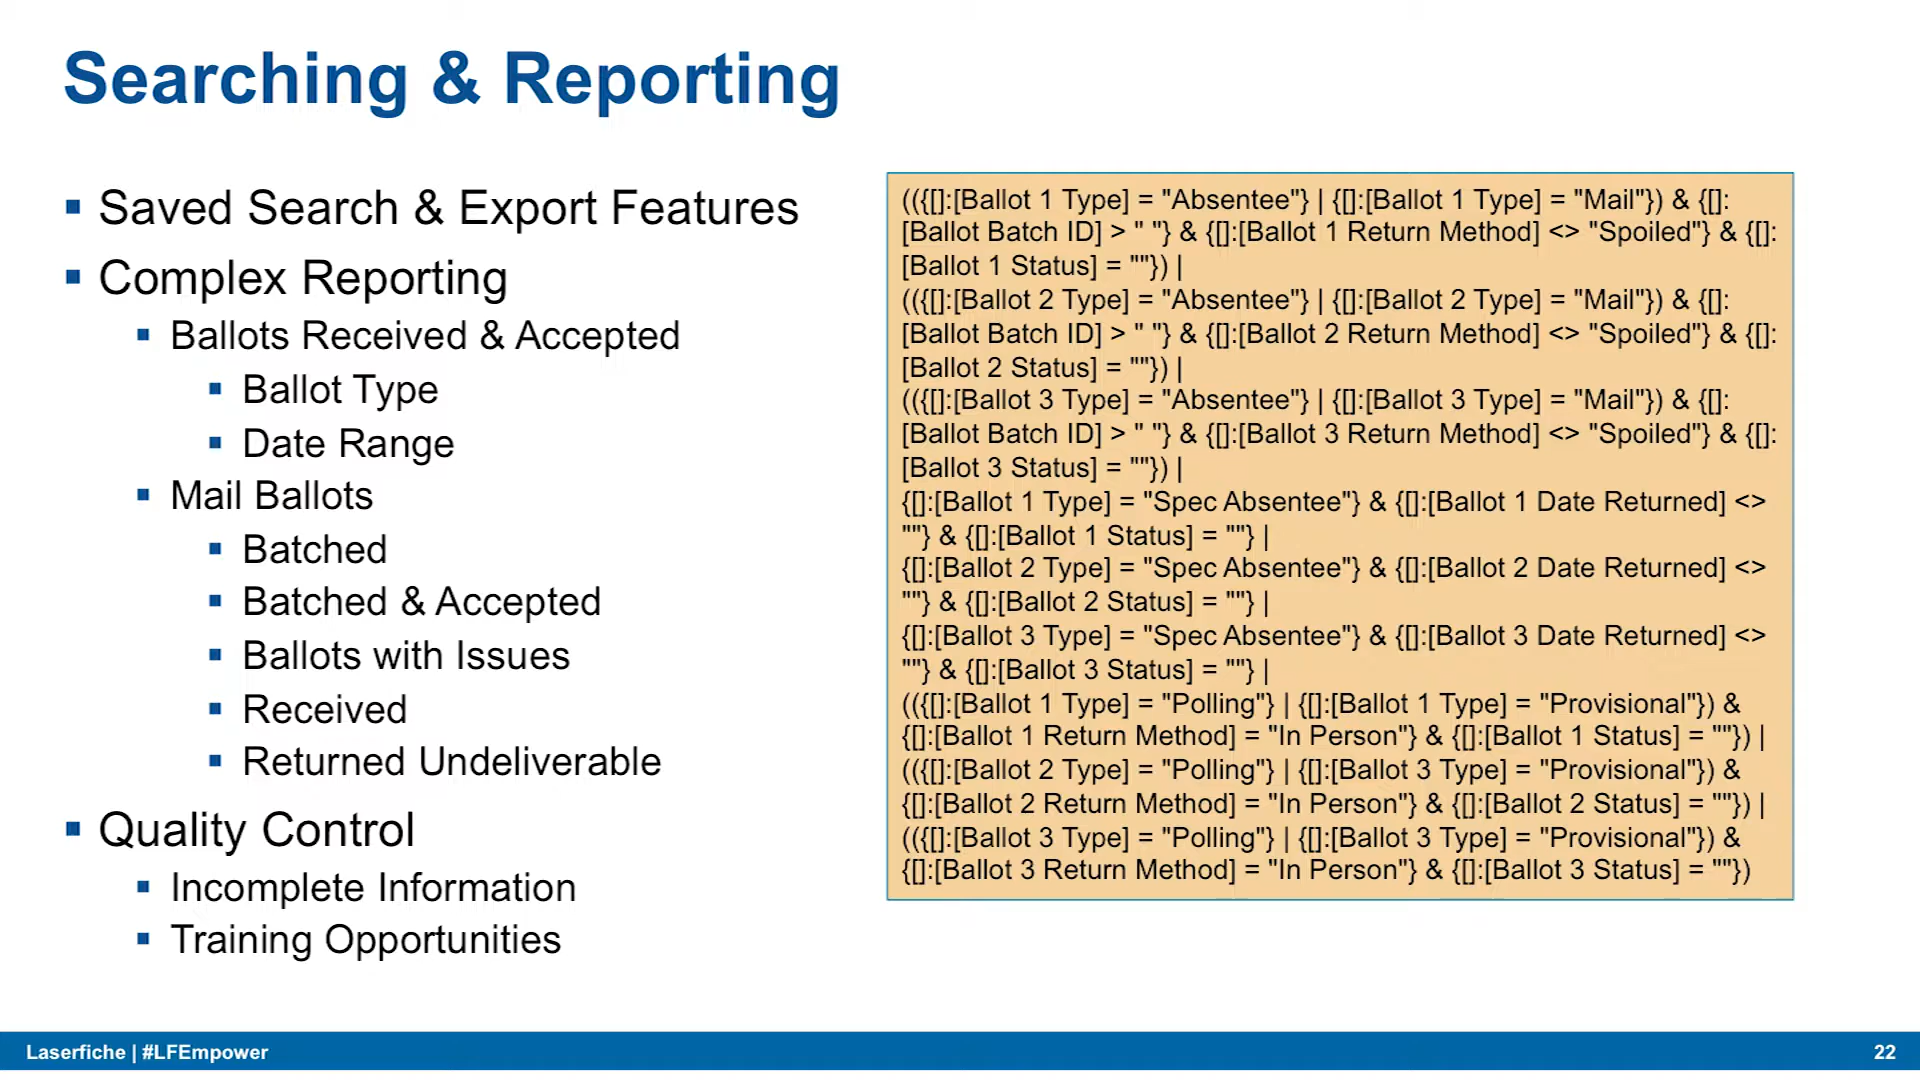 Searching & Reporting
Saved Search & Export Features
Complex Reporting
Ballots Received & Accepted
Ballot Type
Date Range
Mail Ballots
Batched
Batched & Accepted
Ballots with Issues
Received
Returned Undeliverable
Quality Control
Incomplete Information
Training Opportunities
(({[]:[Ballot 1 Type] = "Absentee"} | {[]:[Ballot 1 Type] = "Mail"}) & {[]:
[Ballot Batch ID] > " "} & {[]:[Ballot 1 Return Method] <> "Spoiled"} & {[]:
[Ballot 1 Status] = ""}) |
(({[]:[Ballot 2 Type] = "Absentee"} | {[]:[Ballot 2 Type] = "Mail"}) & {[]:
[Ballot Batch ID] > " "} & {[]:[Ballot 2 Return Method] <> "Spoiled"} & {[]:
[Ballot 2 Status] = ""}) |
(({[]:[Ballot 3 Type] = "Absentee"} | {[]:[Ballot 3 Type] = "Mail"}) & {[]:
[Ballot Batch ID] > " "} & {[]:[Ballot 3 Return Method] <> "Spoiled"} & {[]:
[Ballot 3 Status] = ""}) |
{[]:[Ballot 1 Type] = "Spec Absentee"} & {[]:[Ballot 1 Date Returned] <>
""} & {[]:[Ballot 1 Status] = ""} |
{[]:[Ballot 2 Type] = "Spec Absentee"} & {[]:[Ballot 2 Date Returned] <>
""} & {[]:[Ballot 2 Status] = ""} |
{[]:[Ballot 3 Type] = "Spec Absentee"} & {[]:[Ballot 3 Date Returned] <>
""} & {[]:[Ballot 3 Status] = ""} |
(({[]:[Ballot 1 Type] = "Polling"} | {[]:[Ballot 1 Type] = "Provisional"}) &
{[]:[Ballot 1 Return Method] = "In Person"} & {[]:[Ballot 1 Status] = ""}) |
(({[]:[Ballot 2 Type] = "Polling"} | {[]:[Ballot 3 Type] = "Provisional"}) &
{[]:[Ballot 2 Return Method] = "In Person"} & {[]:[Ballot 2 Status] = ""}) |
(({[]:[Ballot 3 Type] = "Polling"} | {[]:[Ballot 3 Type] = "Provisional"}) &
{[]:[Ballot 3 Return Method] = "In Person"} & {[]:[Ballot 3 Status] = ""})
Laserfiche | #LFEmpower
22